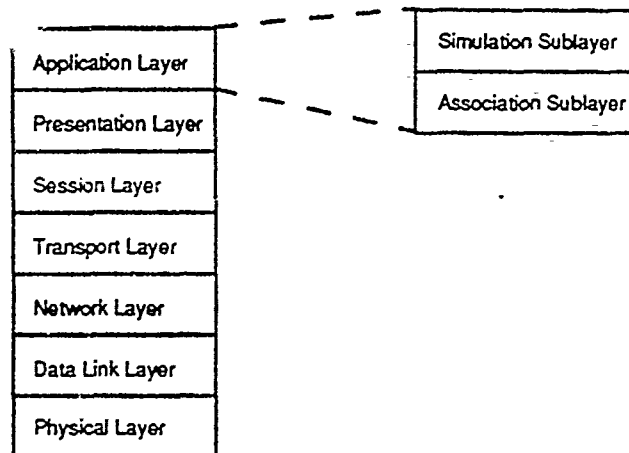 Application Layer
Presentation Layer
Session Layer
Transport Layer
Network Layer
Data Link Layer
Physical Layer
Simulation Sublayer
Association Sublayer